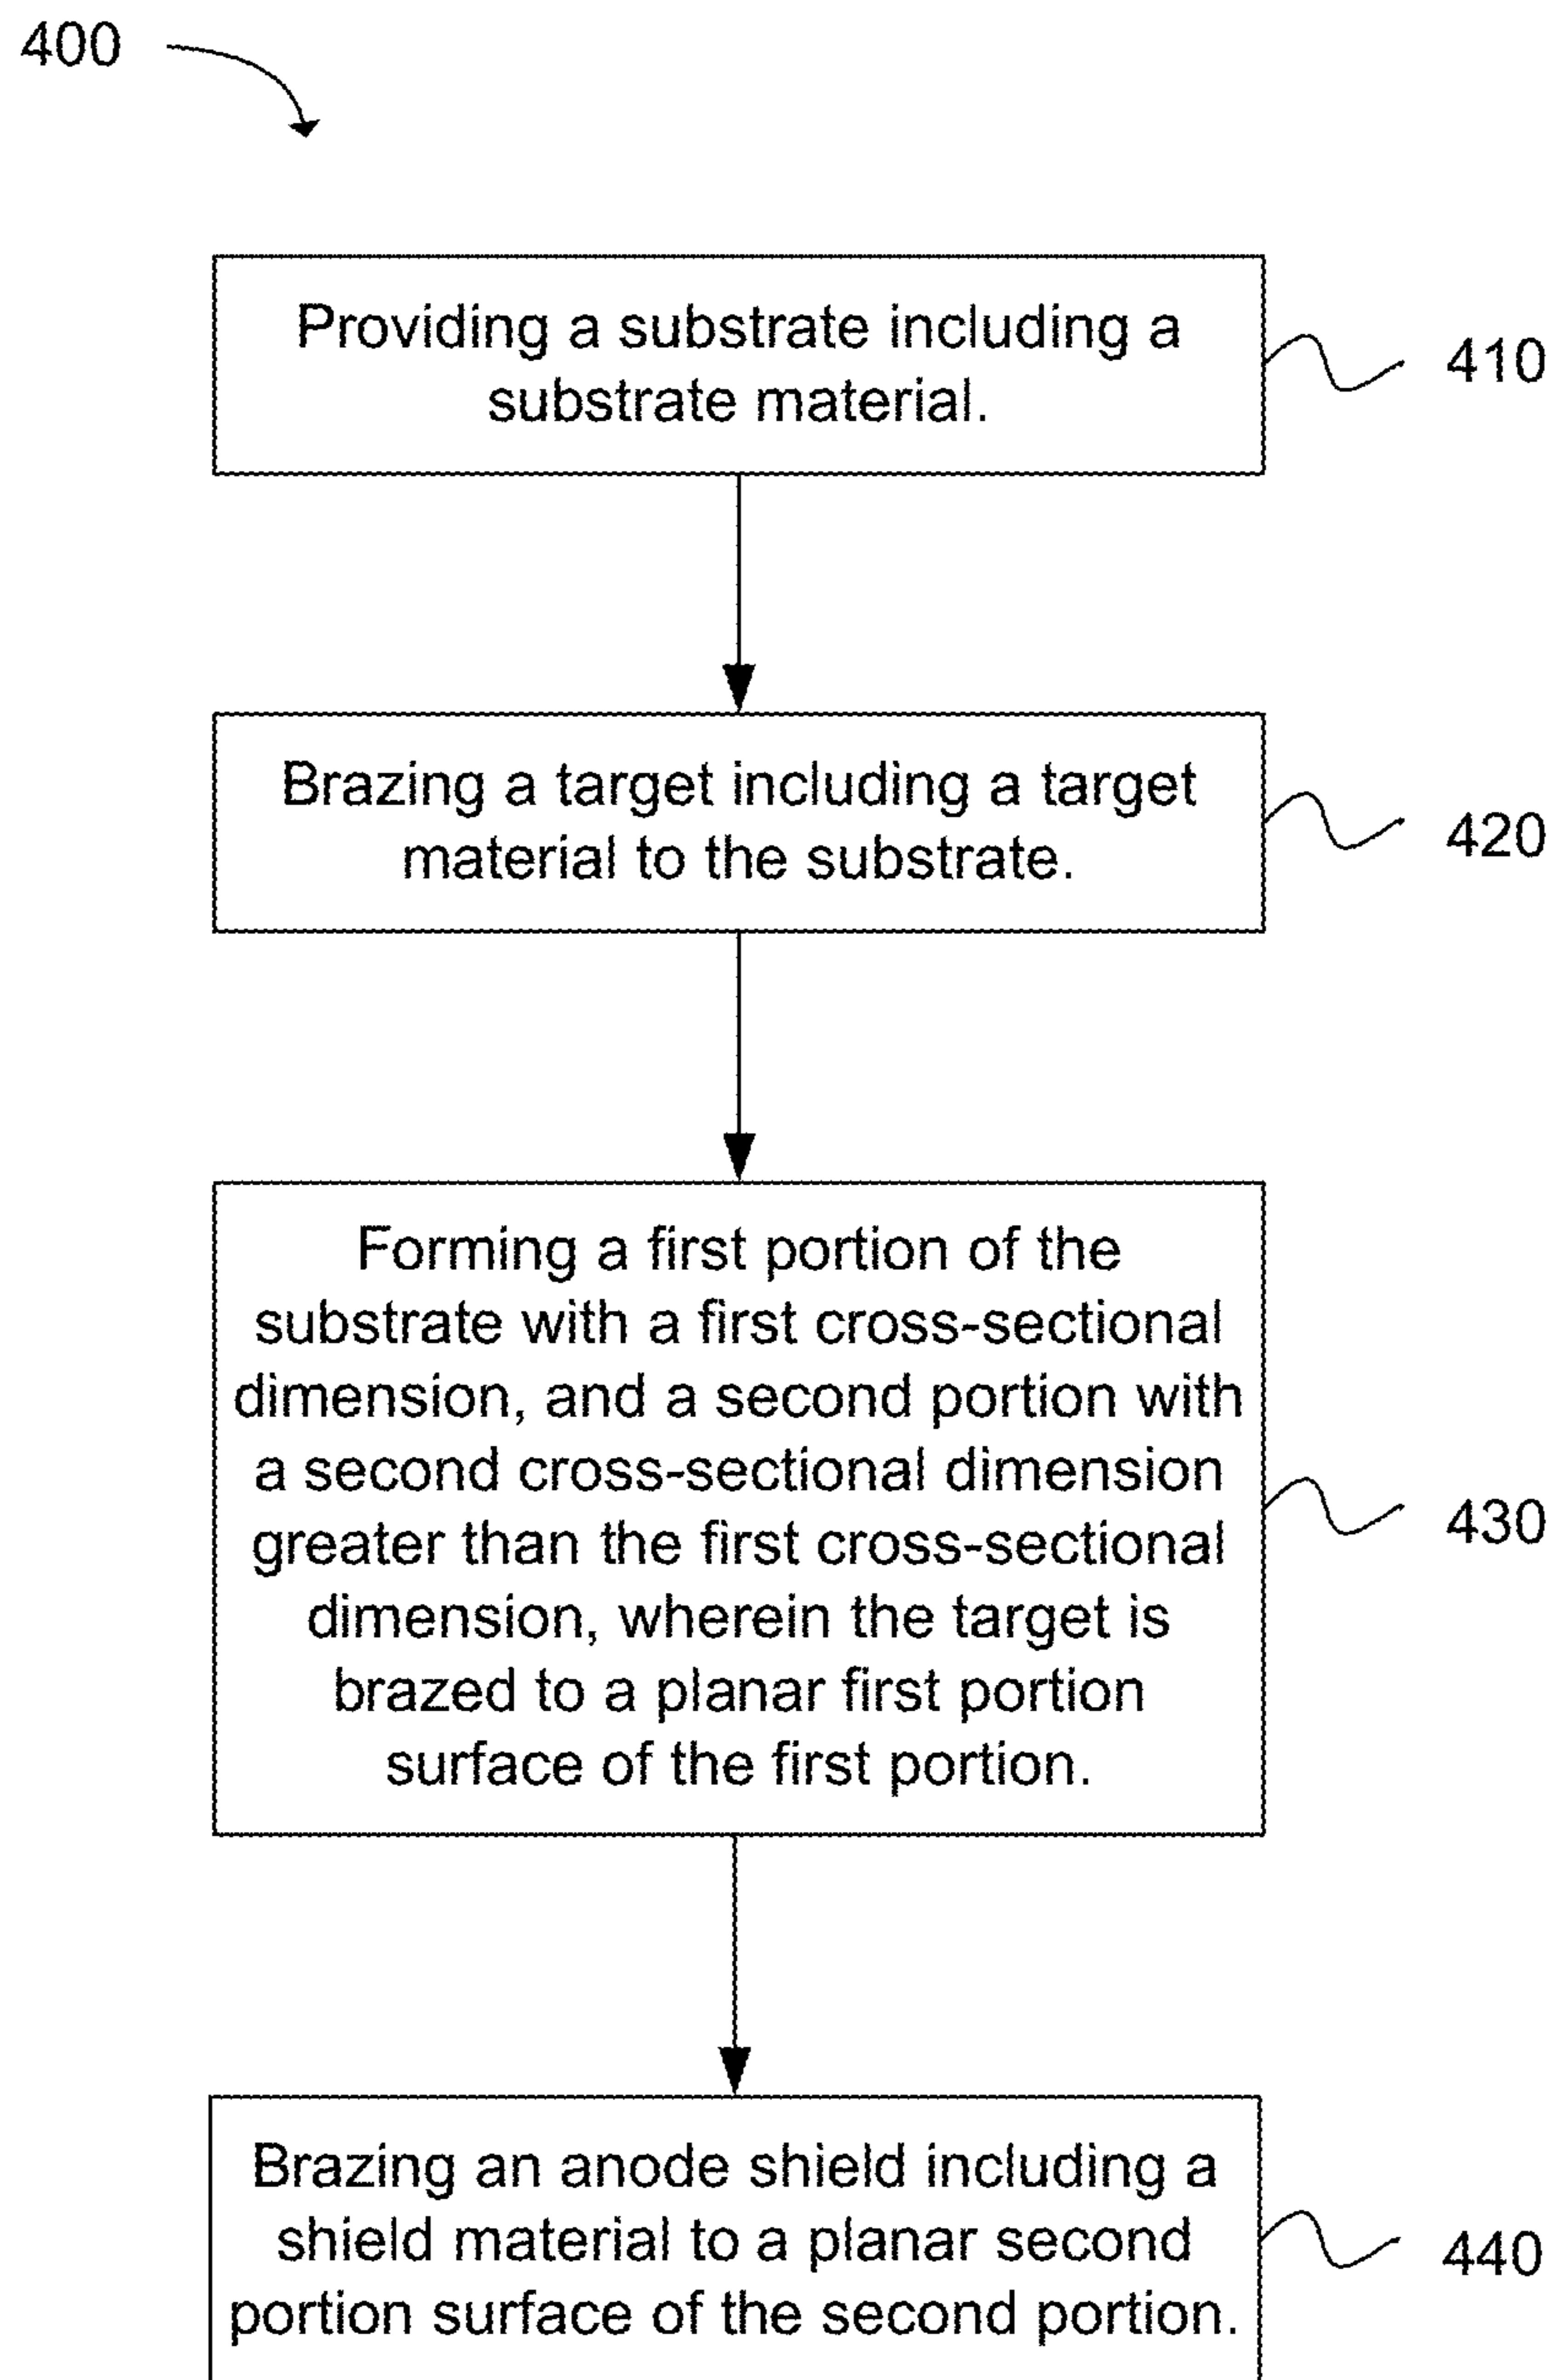 400
Providing a substrate including a
substrate material.
410
Brazing a target including a target
material to the substrate.
420
Forming a first portion of the
substrate with a first cross-sectional
dimension, and a second portion with
a second cross-sectional dimension
greater than the first cross-sectional
dimension, wherein the target is
brazed to a planar first portion
surface of the first portion.
430
Brazing an anode shield including a
shield material to a planar second
portion surface of the second portion.
440